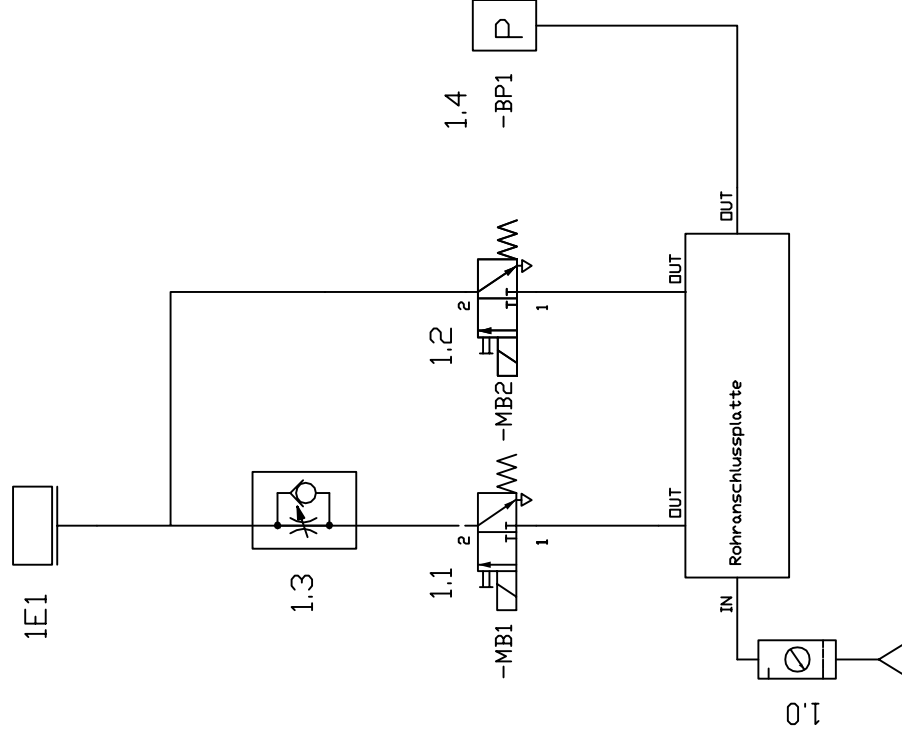 P
1.4
-BP1
OUT
1E1
1.3
1.2
2
1
-MB2
OUT
1.1
2
1
-MB1
OUT
Rohranschlussplatte
IN
1.0